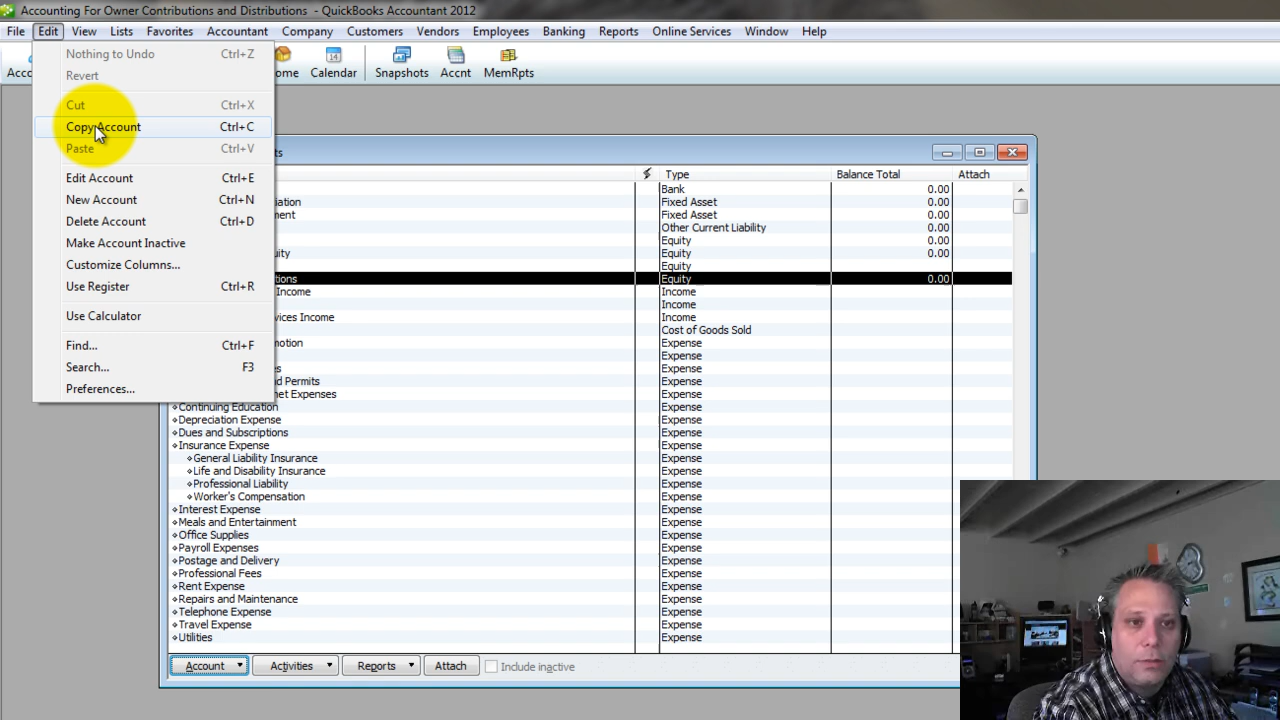 Accounting For Owner Contributions and Distributions - QuickBooks Accountant 2012
File Edit View Lists Favorites Accountant Company Customers Vendors Employees Banking Reports Online Services Window Help
Nothing to Undo Ctrl+Z
Revert
Cut Ctrl+X
Copy Account Ctrl+C
Paste Ctrl+V
Edit Account Ctrl+E
New Account Ctrl+N
Delete Account Ctrl+D
Make Account Inactive
Customize Columns...
Use Register Ctrl+R
Use Calculator
Find... Ctrl+F
Search... F3
Preferences...
Calendar Snapshots Accnt MemRpts
Type Balance Total Attach
Bank 0.00
Fixed Asset 0.00
Fixed Asset 0.00
Other Current Liability 0.00
Equity 0.00
Equity 0.00
Equity
Equity 0.00
Income Income
Income
Income Income
Cost of Goods Sold
Expense
Expense
Expense
and Permits Expense
Expenses Expense
Continuing Education Expense
Depreciation Expense Expense
Dues and Subscriptions Expense
Insurance Expense Expense
General Liability Insurance Expense
Life and Disability Insurance Expense
Professional Liability Expense
Worker's Compensation Expense
Interest Expense Expense
Meals and Entertainment Expense
Office Supplies Expense
Payroll Expenses Expense
Postage and Delivery Expense
Professional Fees Expense
Rent Expense Expense
Repairs and Maintenance Expense
Telephone Expense Expense
Travel Expense Expense
Utilities Expense
Account Activities Reports Attach Include inactive